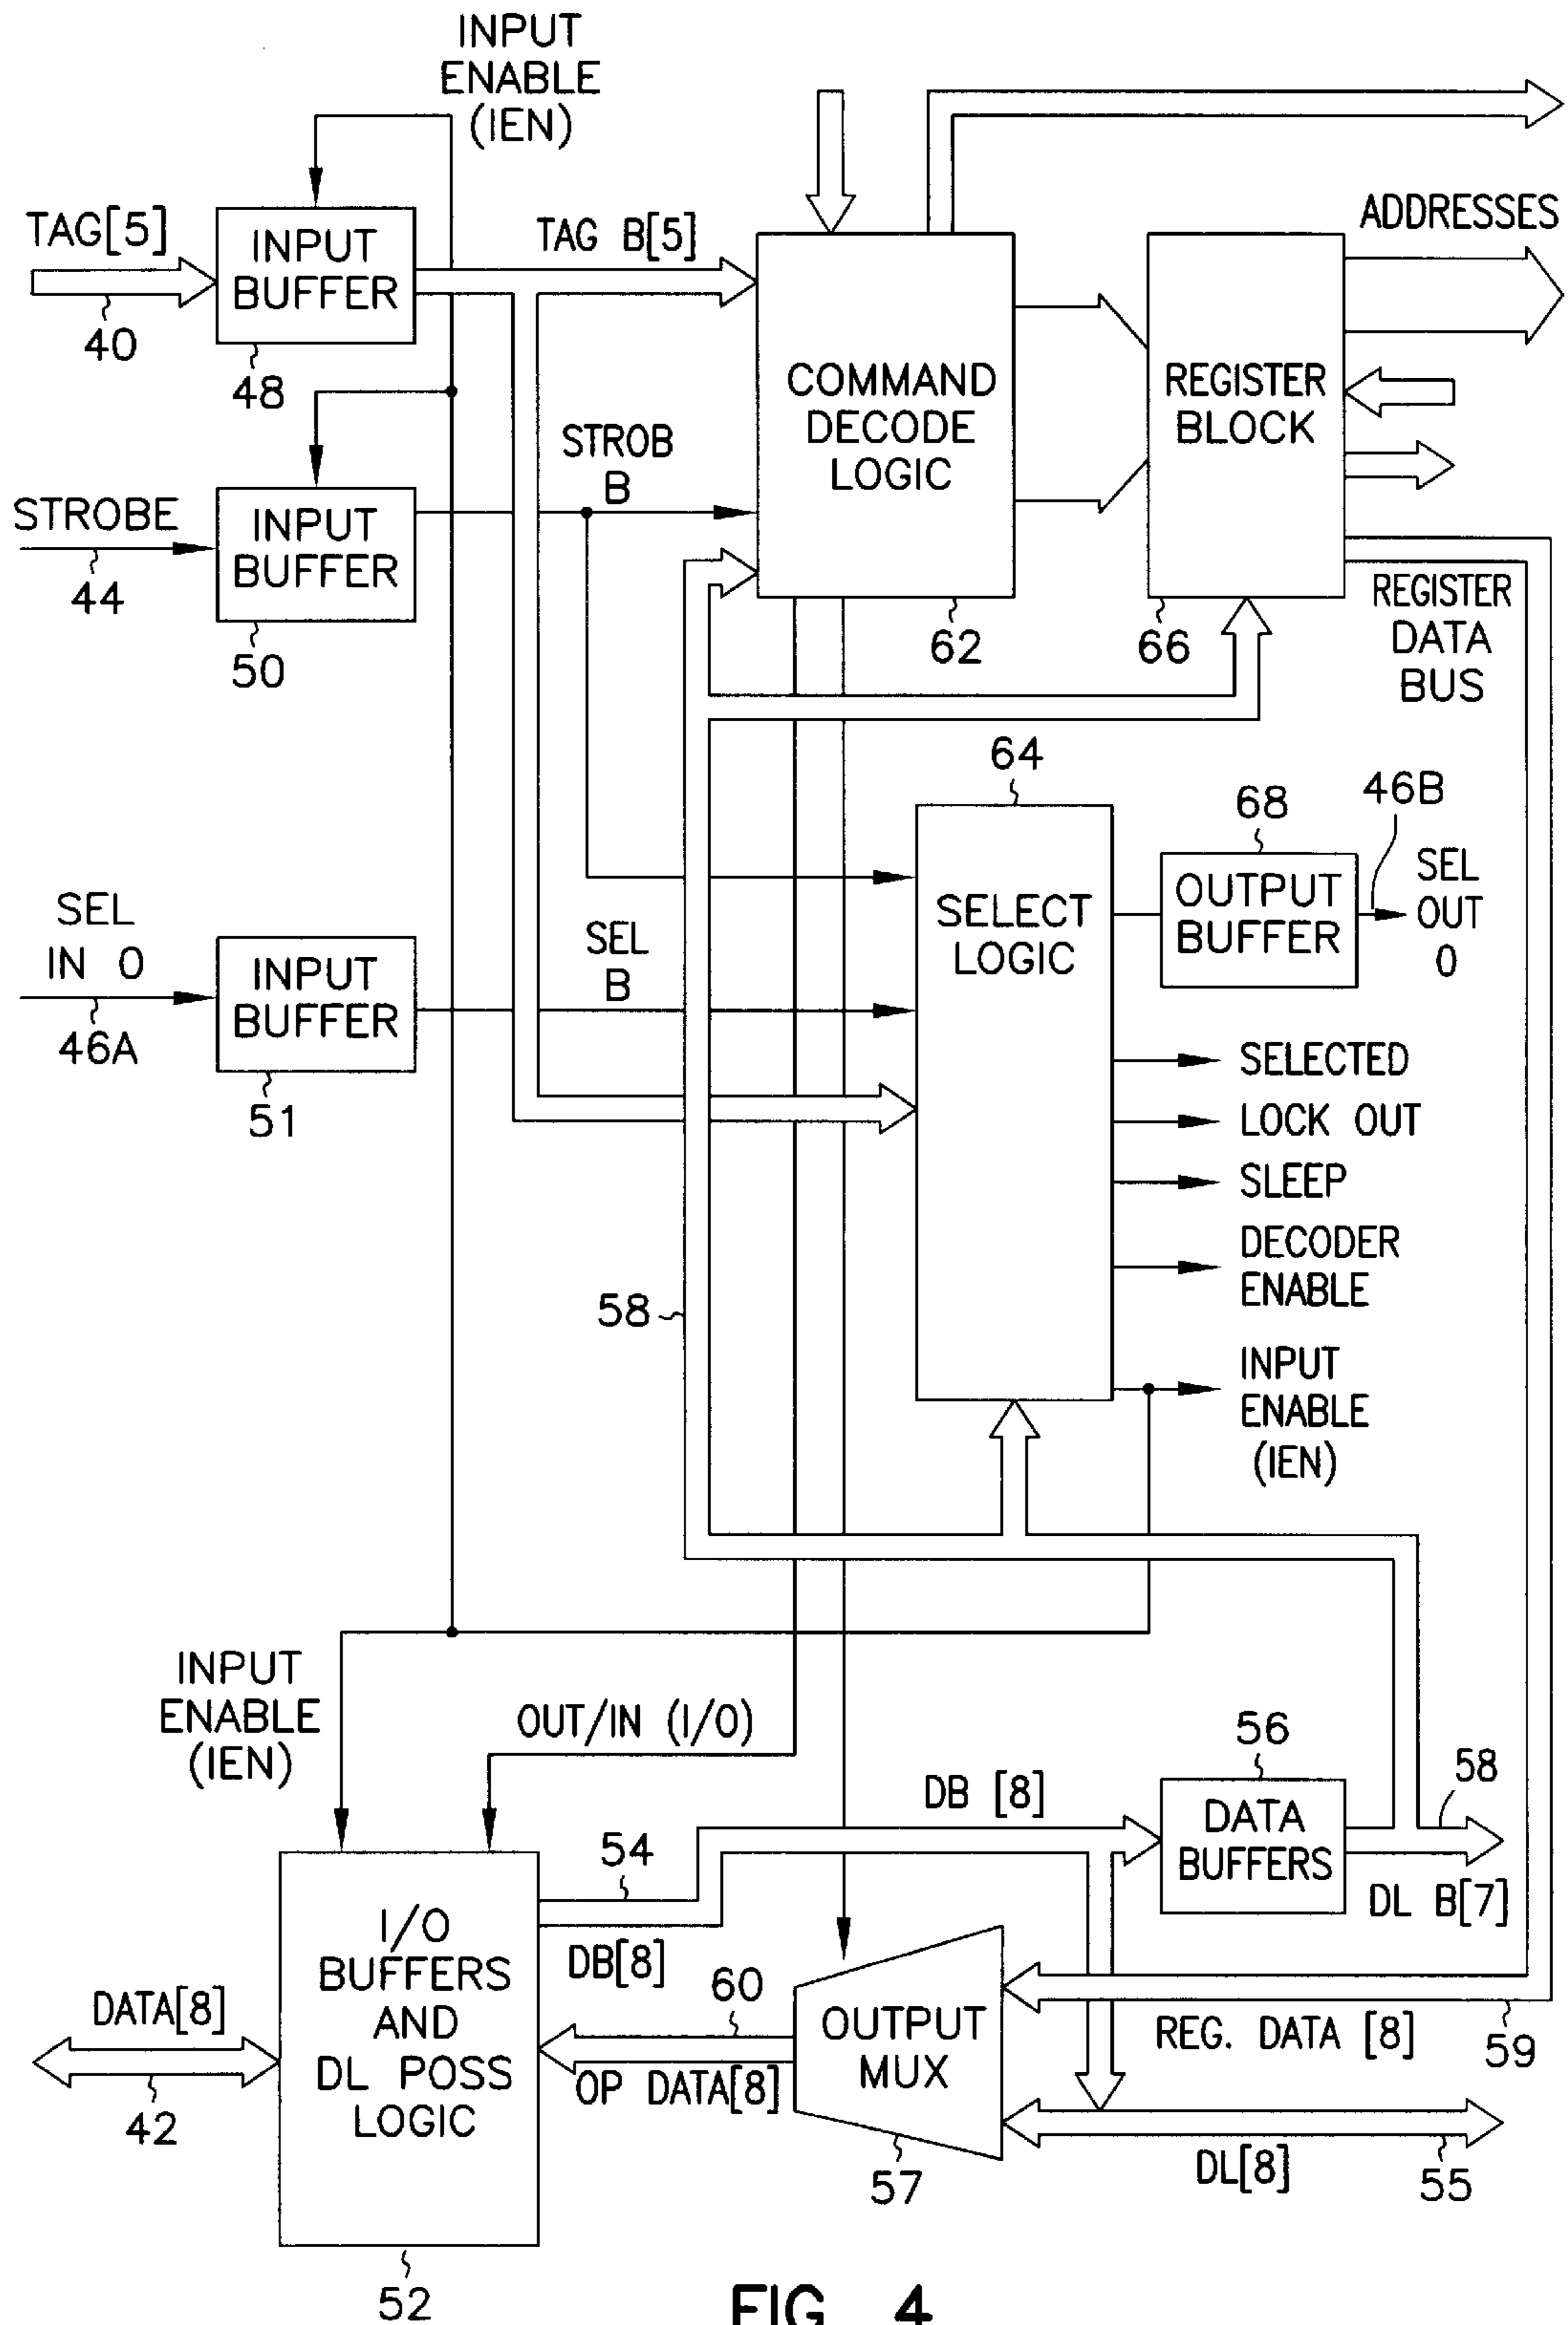 INPUT
ENABLE
(IEN)
TAG[5]
40
INPUT
BUFFER
48
TAG B[5]
COMMAND
DECODE
LOGIC
62
REGISTER
BLOCK
66
ADDRESSES
STROBE
44
INPUT
BUFFER
50
STROB
B
REGISTER
DATA
BUS
64
SELECT
LOGIC
68
OUTPUT
BUFFER
46B
SEL
OUT
0
SEL
IN 0
46A
INPUT
BUFFER
51
SEL
B
SELECTED
LOCK OUT
SLEEP
DECODER
ENABLE
INPUT
ENABLE
(IEN)
58
INPUT
ENABLE
(IEN)
OUT/IN (I/O)
DB [8]
56
DATA
BUFFERS
58
DL B[7]
54
DB[8]
I/O
BUFFERS
AND
DL POSS
LOGIC
52
DATA[8]
42
60
OP DATA[8]
OUTPUT
MUX
57
REG. DATA [8]
59
DL[8]
55
FIG. 4